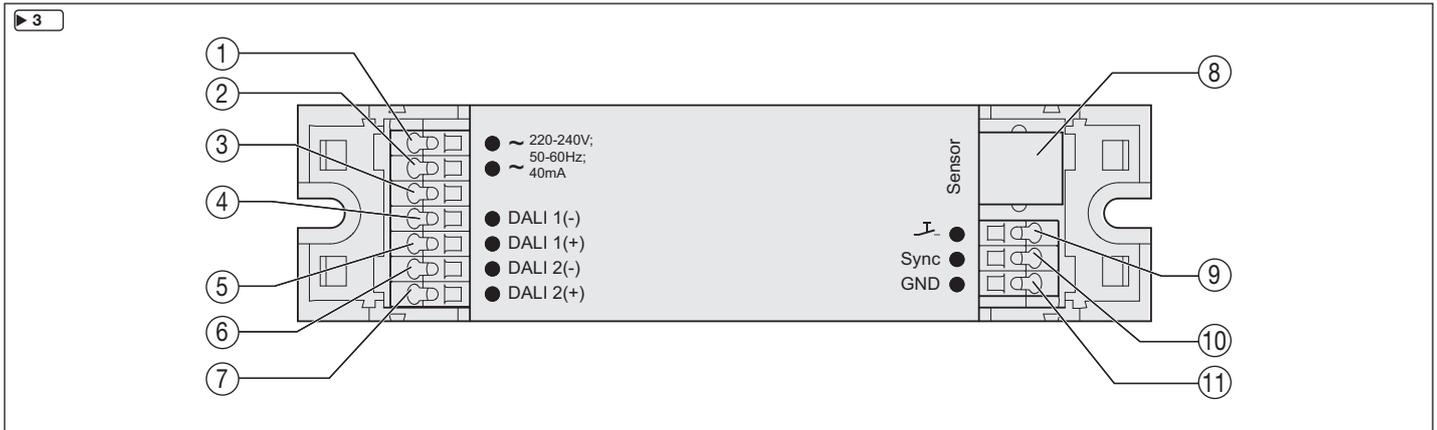 ▶ 3
1
2
3
4
5
6
7
~ 220-240V;
50-60Hz;
~ 40mA
DALI 1(-)
DALI 1(+)
DALI 2(-)
DALI 2(+)
Sensor
Sync
GND
8
9
10
11